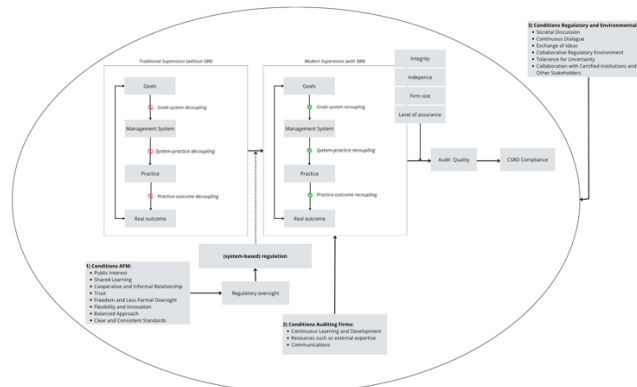 Traditional Supervision (without SBR)
Goals
Goals-system decoupling
Management System
System-practice decoupling
Practice
Practice-outcome decoupling
Real outcome
Modern Supervision (with SBR)
Goals
Goals-system recoupling
Management System
System-practice recoupling
Practice
Practice-outcome recoupling
Real outcome
Integrity
Indepence
Firm size
Level of assurance
Audit Quality
CSRD Compliance
3) Conditions Regulatory and Environmental:
• Societal Discussion
• Continuous Dialogue
• Exchange of Ideas
• Collaborative Regulatory Environment
• Tolerance for Uncertainty
• Collaboration with Certified Institutions and
Other Stakeholders
(system-based) regulation
Regulatory oversight
1) Conditions AFM:
• Public Interest
• Shared Learning
• Cooperative and Informal Relationship
• Trust
• Freedom and Less Formal Oversight
• Flexibility and Innovation
• Balanced Approach
• Clear and Consistent Standards
2) Conditions Auditing Firms:
• Continuous Learning and Development
• Resources such as external expertise
• Communications